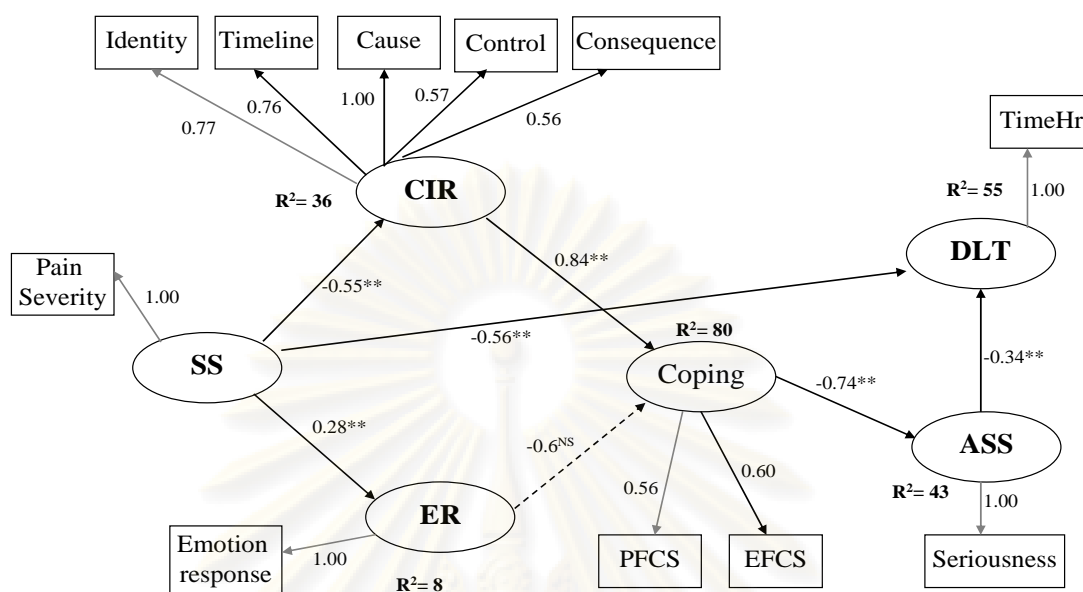 Identity
Timeline
Cause
Control
Consequence
0.77
0.76
1.00
0.57
0.56
TimeHr
1.00
R²= 36
CIR
R²= 55
DLT
Pain
Severity
1.00
-0.55**
0.84**
-0.56**
R²= 80
SS
Coping
-0.34**
-0.74**
0.28**
-0.6NS
ASS
R²= 43
ER
0.56
0.60
1.00
Emotion
response
1.00
R²= 8
PFCS
EFCS
Seriousness